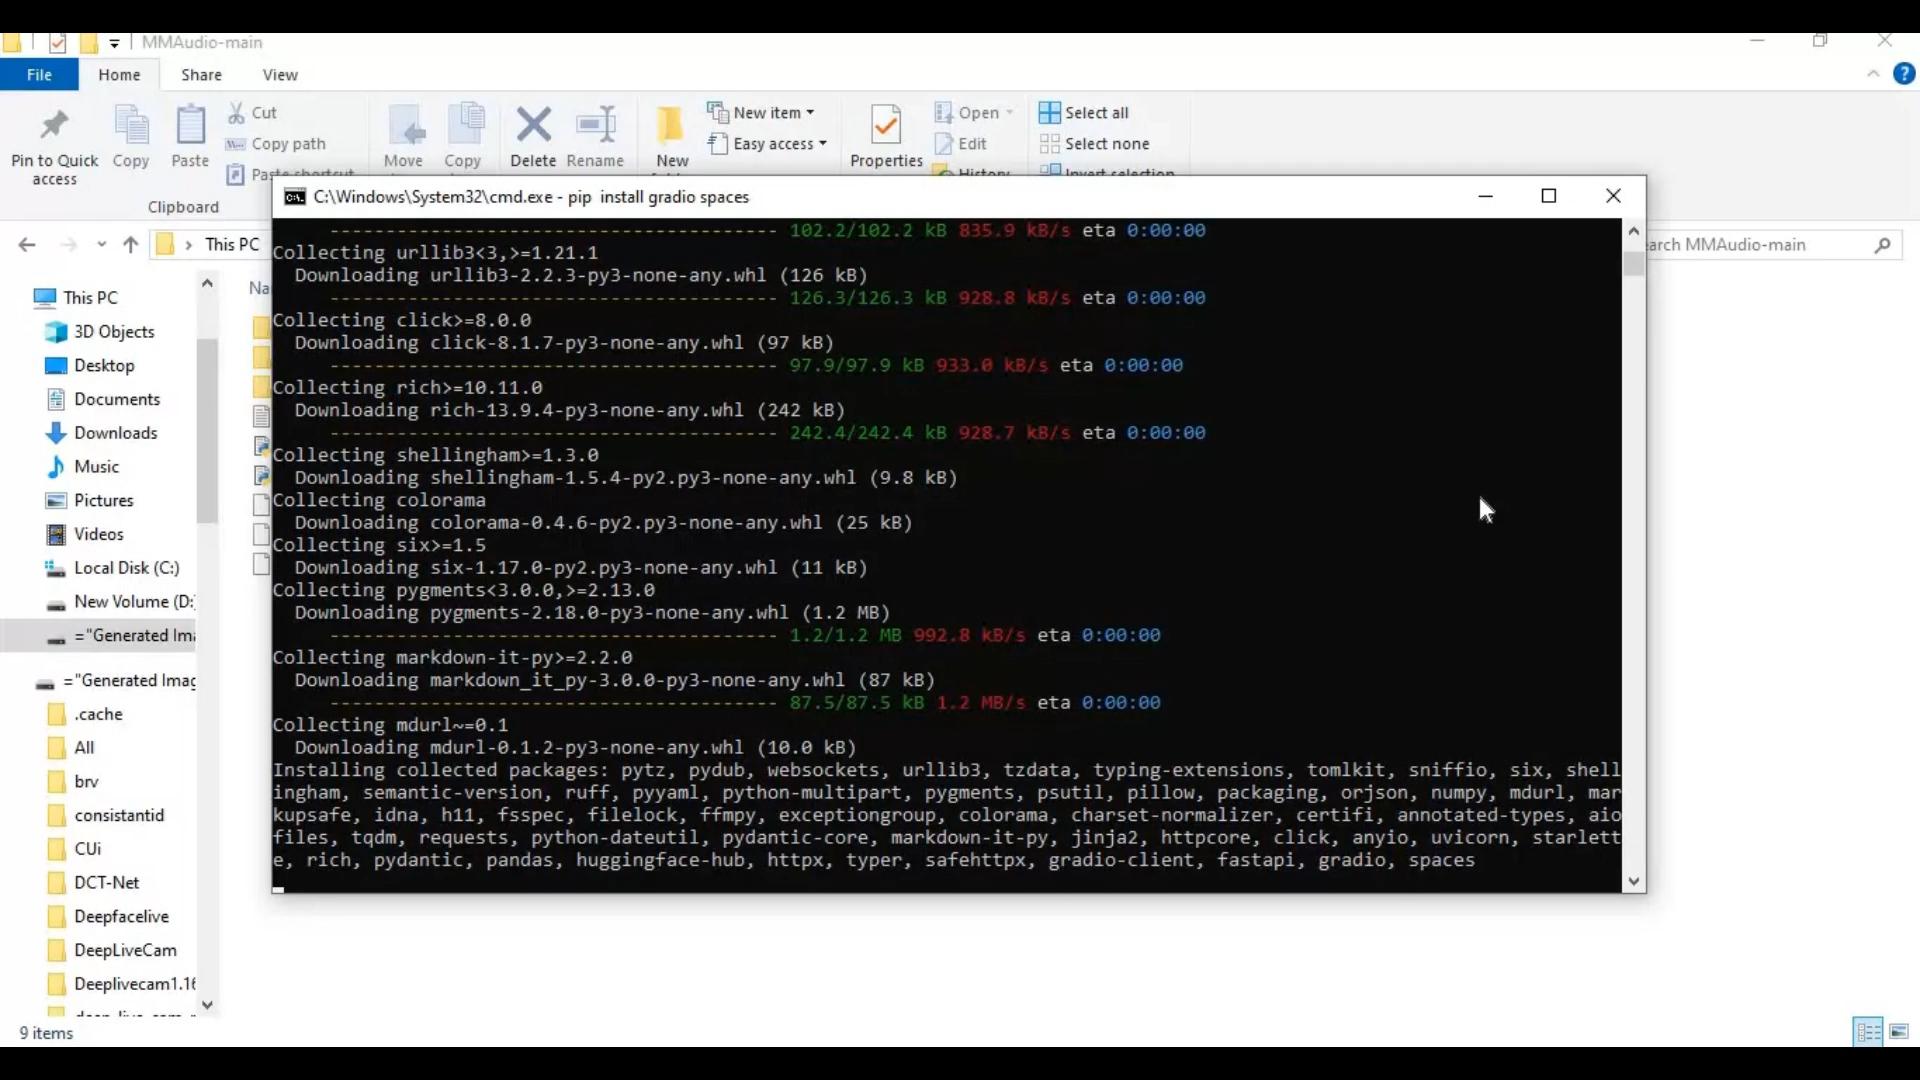 MMAudio-main
File Home Share View
Pin to Quick access
Copy
Paste
Cut
Copy path
Paste shortcut
Clipboard
Move
Copy
Delete
Rename
New
New item
Easy access
Properties
Open
Edit
History
Select all
Select none
Invert selection
This PC
earch MMAudio-main
C:\Windows\System32\cmd.exe - pip  install gradio spaces
---------------------------------------- 102.2/102.2 kB 835.9 kB/s eta 0:00:00
Collecting urllib3<3,>=1.21.1
Downloading urllib3-2.2.3-py3-none-any.whl (126 kB)
---------------------------------------- 126.3/126.3 kB 928.8 kB/s eta 0:00:00
Collecting click>=8.0.0
Downloading click-8.1.7-py3-none-any.whl (97 kB)
---------------------------------------- 97.9/97.9 kB 933.0 kB/s eta 0:00:00
Collecting rich>=10.11.0
Downloading rich-13.9.4-py3-none-any.whl (242 kB)
---------------------------------------- 242.4/242.4 kB 928.7 kB/s eta 0:00:00
Collecting shellingham>=1.3.0
Downloading shellingham-1.5.4-py2.py3-none-any.whl (9.8 kB)
Collecting colorama
Downloading colorama-0.4.6-py2.py3-none-any.whl (25 kB)
Collecting six>=1.5
Downloading six-1.17.0-py2.py3-none-any.whl (11 kB)
Collecting pygments<3.0.0,>=2.13.0
Downloading pygments-2.18.0-py3-none-any.whl (1.2 MB)
---------------------------------------- 1.2/1.2 MB 992.8 kB/s eta 0:00:00
Collecting markdown-it-py>=2.2.0
Downloading markdown_it_py-3.0.0-py3-none-any.whl (87 kB)
---------------------------------------- 87.5/87.5 kB 1.2 MB/s eta 0:00:00
Collecting mdurl~=0.1
Downloading mdurl-0.1.2-py3-none-any.whl (10.0 kB)
Installing collected packages: pytz, pydub, websockets, urllib3, tzdata, typing-extensions, tomlkit, sniffio, six, shell
ingham, semantic-version, ruff, pyyaml, python-multipart, pygments, psutil, pillow, packaging, orjson, numpy, mdurl, mar
kupsafe, idna, h11, fsspec, filelock, ffmpy, exceptiongroup, colorama, charset-normalizer, certifi, annotated-types, aio
files, tqdm, requests, python-dateutil, pydantic-core, markdown-it-py, jinja2, httpcore, click, anyio, uvicorn, starlett
e, rich, pydantic, pandas, huggingface-hub, httpx, typer, safehttpx, gradio-client, fastapi, gradio, spaces
Na
This PC
3D Objects
Desktop
Documents
Downloads
Music
Pictures
Videos
Local Disk (C:)
New Volume (D:
="Generated Ima
="Generated Imag
.cache
All
brv
consistantid
CUi
DCT-Net
Deepfacelive
DeepLiveCam
Deeplivecam1.16
9 items